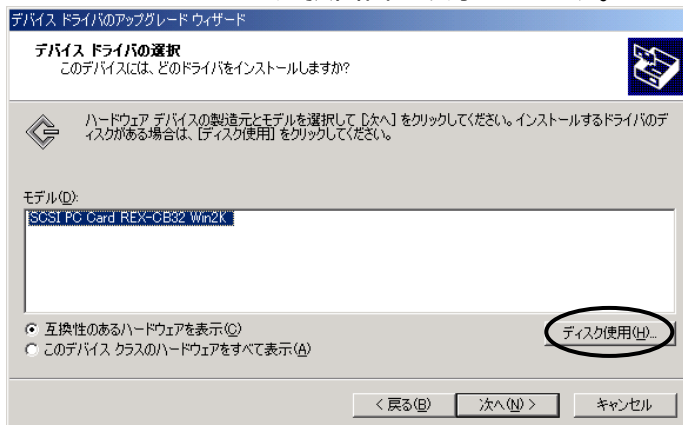 デバイス ドライバのアップグレード ウィザード
デバイス ドライバの選択
このデバイスには、どのドライバをインストールしますか?
ハードウェア デバイスの製造元とモデルを選択して [次へ] をクリックしてください。インストールするドライバのデ
ィスクがある場合は、[ディスク使用] をクリックしてください。
モデル(D):
SCSI PC Card REX-CB32 Win2K
互換性のあるハードウェアを表示(C)
ディスク使用(H)...
このデバイス クラスのハードウェアをすべて表示(A)
< 戻る(B)
次へ(N) >
キャンセル